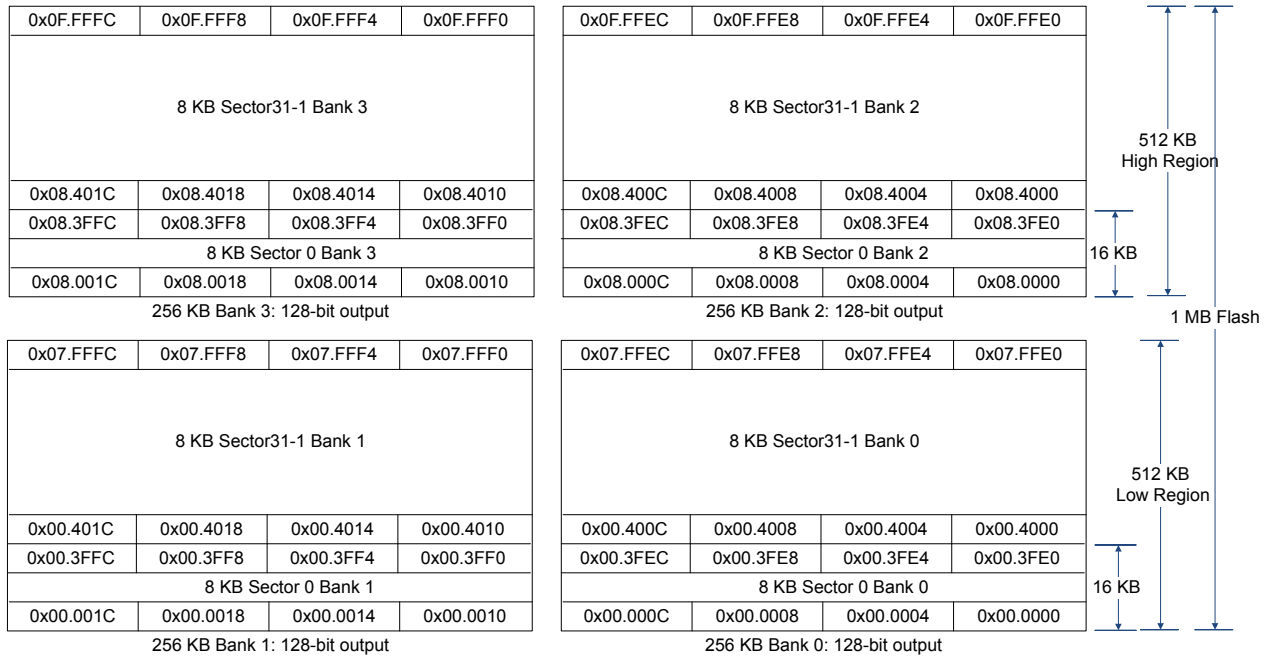 0x0F.FFFC 0x0F.FFF8 0x0F.FFF4 0x0F.FFF0 0x0F.FFEC 0x0F.FFE8 0x0F.FFE4 0x0F.FFE0
8 KB Sector31-1 Bank 3 8 KB Sector31-1 Bank 2
512 KB
High Region
0x08.401C 0x08.4018 0x08.4014 0x08.4010 0x08.400C 0x08.4008 0x08.4004 0x08.4000
0x08.3FFC 0x08.3FF8 0x08.3FF4 0x08.3FF0 0x08.3FEC 0x08.3FE8 0x08.3FE4 0x08.3FE0
8 KB Sector 0 Bank 3 8 KB Sector 0 Bank 2 16 KB
0x08.001C 0x08.0018 0x08.0014 0x08.0010 0x08.000C 0x08.0008 0x08.0004 0x08.0000
256 KB Bank 3: 128-bit output 256 KB Bank 2: 128-bit output
1 MB Flash
0x07.FFFC 0x07.FFF8 0x07.FFF4 0x07.FFF0 0x07.FFEC 0x07.FFE8 0x07.FFE4 0x07.FFE0
8 KB Sector31-1 Bank 1 8 KB Sector31-1 Bank 0
512 KB
Low Region
0x00.401C 0x00.4018 0x00.4014 0x00.4010 0x00.400C 0x00.4008 0x00.4004 0x00.4000
0x00.3FFC 0x00.3FF8 0x00.3FF4 0x00.3FF0 0x00.3FEC 0x00.3FE8 0x00.3FE4 0x00.3FE0
8 KB Sector 0 Bank 1 8 KB Sector 0 Bank 0 16 KB
0x00.001C 0x00.0018 0x00.0014 0x00.0010 0x00.000C 0x00.0008 0x00.0004 0x00.0000
256 KB Bank 1: 128-bit output 256 KB Bank 0: 128-bit output